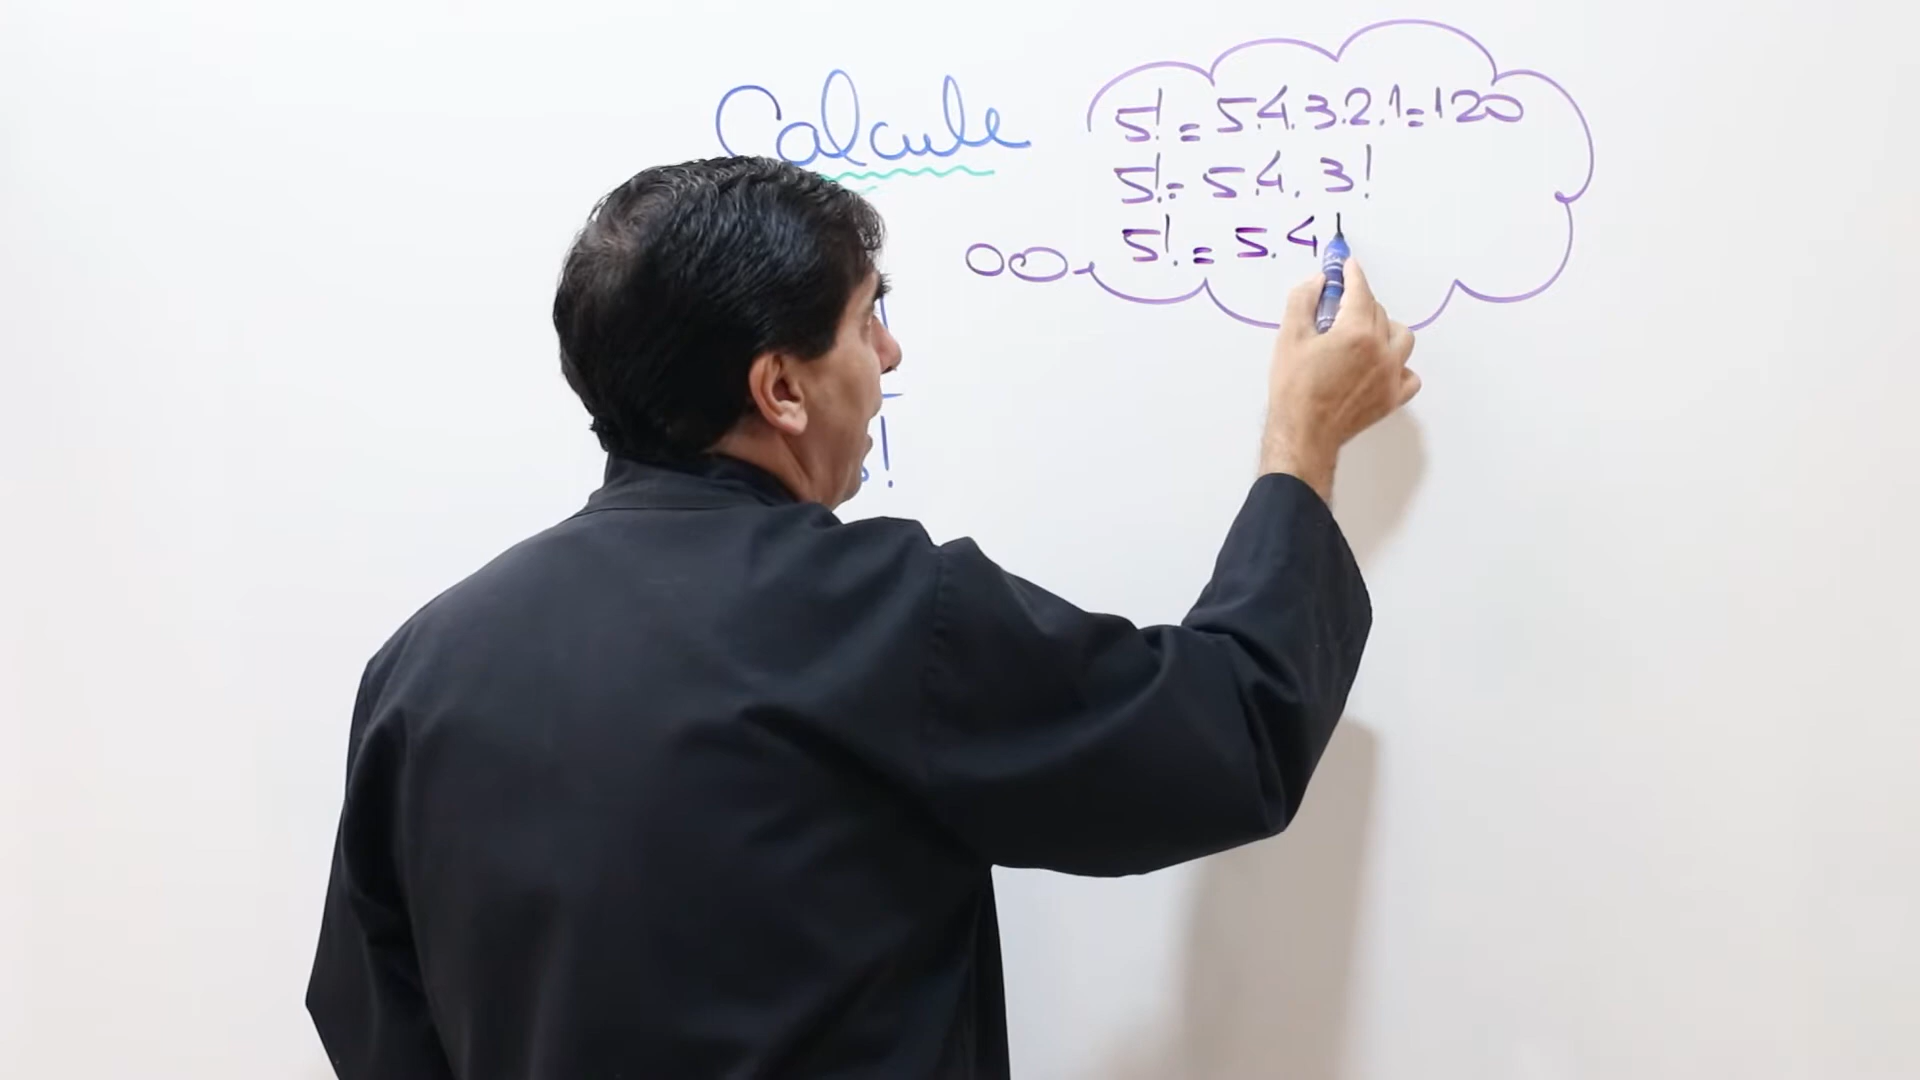 Calcule
5! = 5.4.3.2.1=120
5! = 5.4.3!
5! = 5.4
!